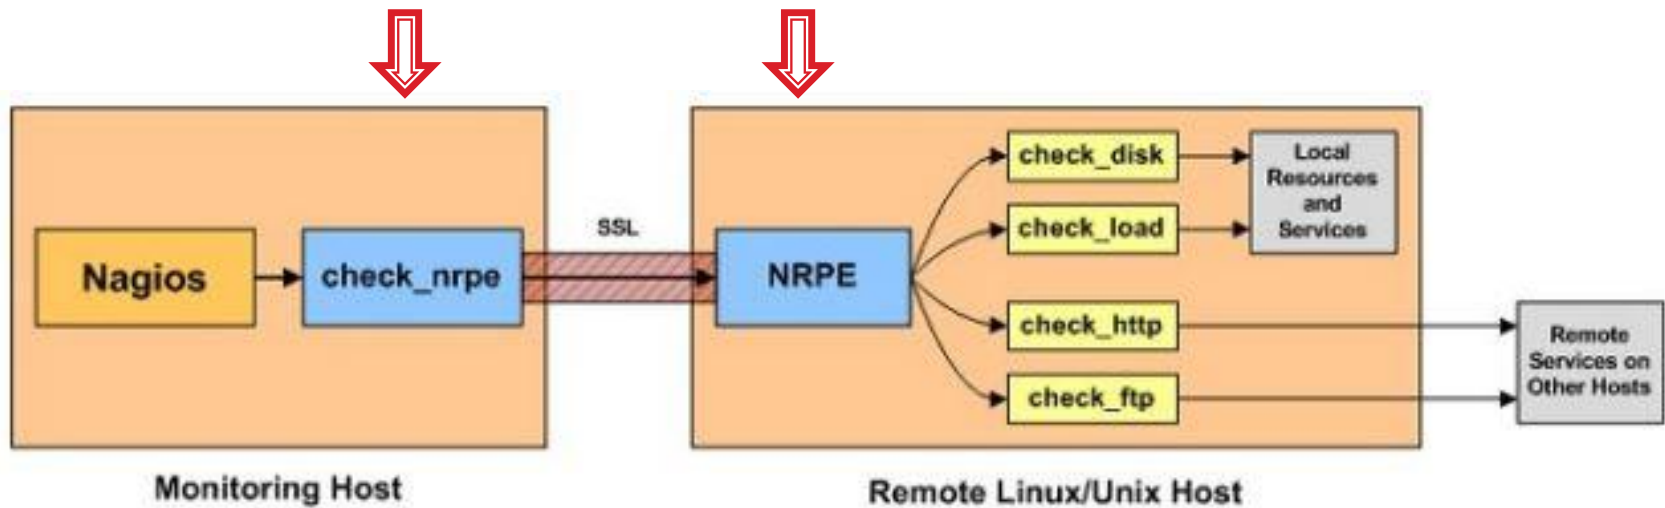 SSL
Nagios
check_nrpe
NRPE
check_disk
check_load
check_http
check_ftp
Local
Resources
and
Services
Remote
Services on
Other Hosts
Monitoring Host
Remote Linux/Unix Host